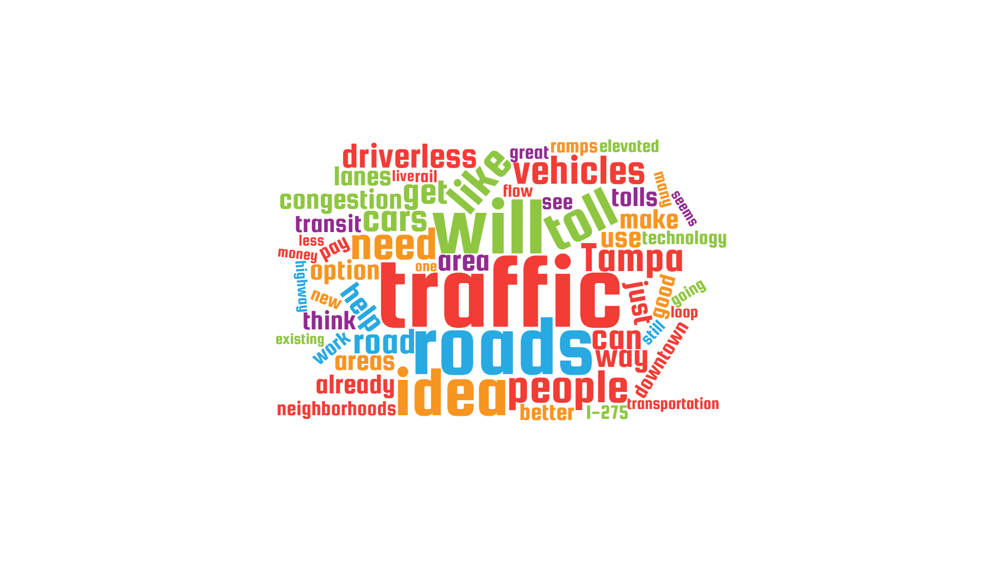 ramps elevated
driverless
great
like
vehicles
lanes
live
rail
many
get
flow
congestion
see
tolls
seems
toll
will
transit
cars
make
less
pay
need
use
technology
money
area
Tampa
highway
option
one
traffic
new
help
just
good
going
think
loop
existing
work
road
roads
can
still
downtown
areas
way
already
idea
people
neighborhoods
better
I-275
transportation